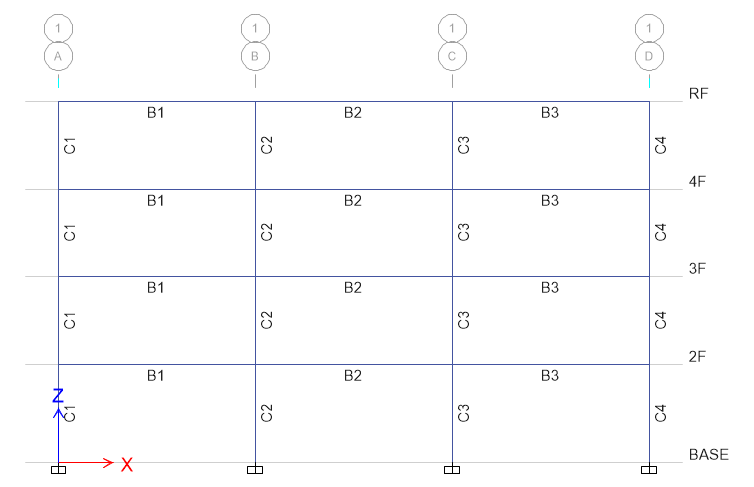 1 1 1 1
A B C D
RF
B1 B2 B3
C1 C2 C3 C4
4F
B1 B2 B3
C1 C2 C3 C4
3F
B1 B2 B3
C1 C2 C3 C4
2F
B1 B2 B3
Z
C1 C2 C3 C4
BASE
X